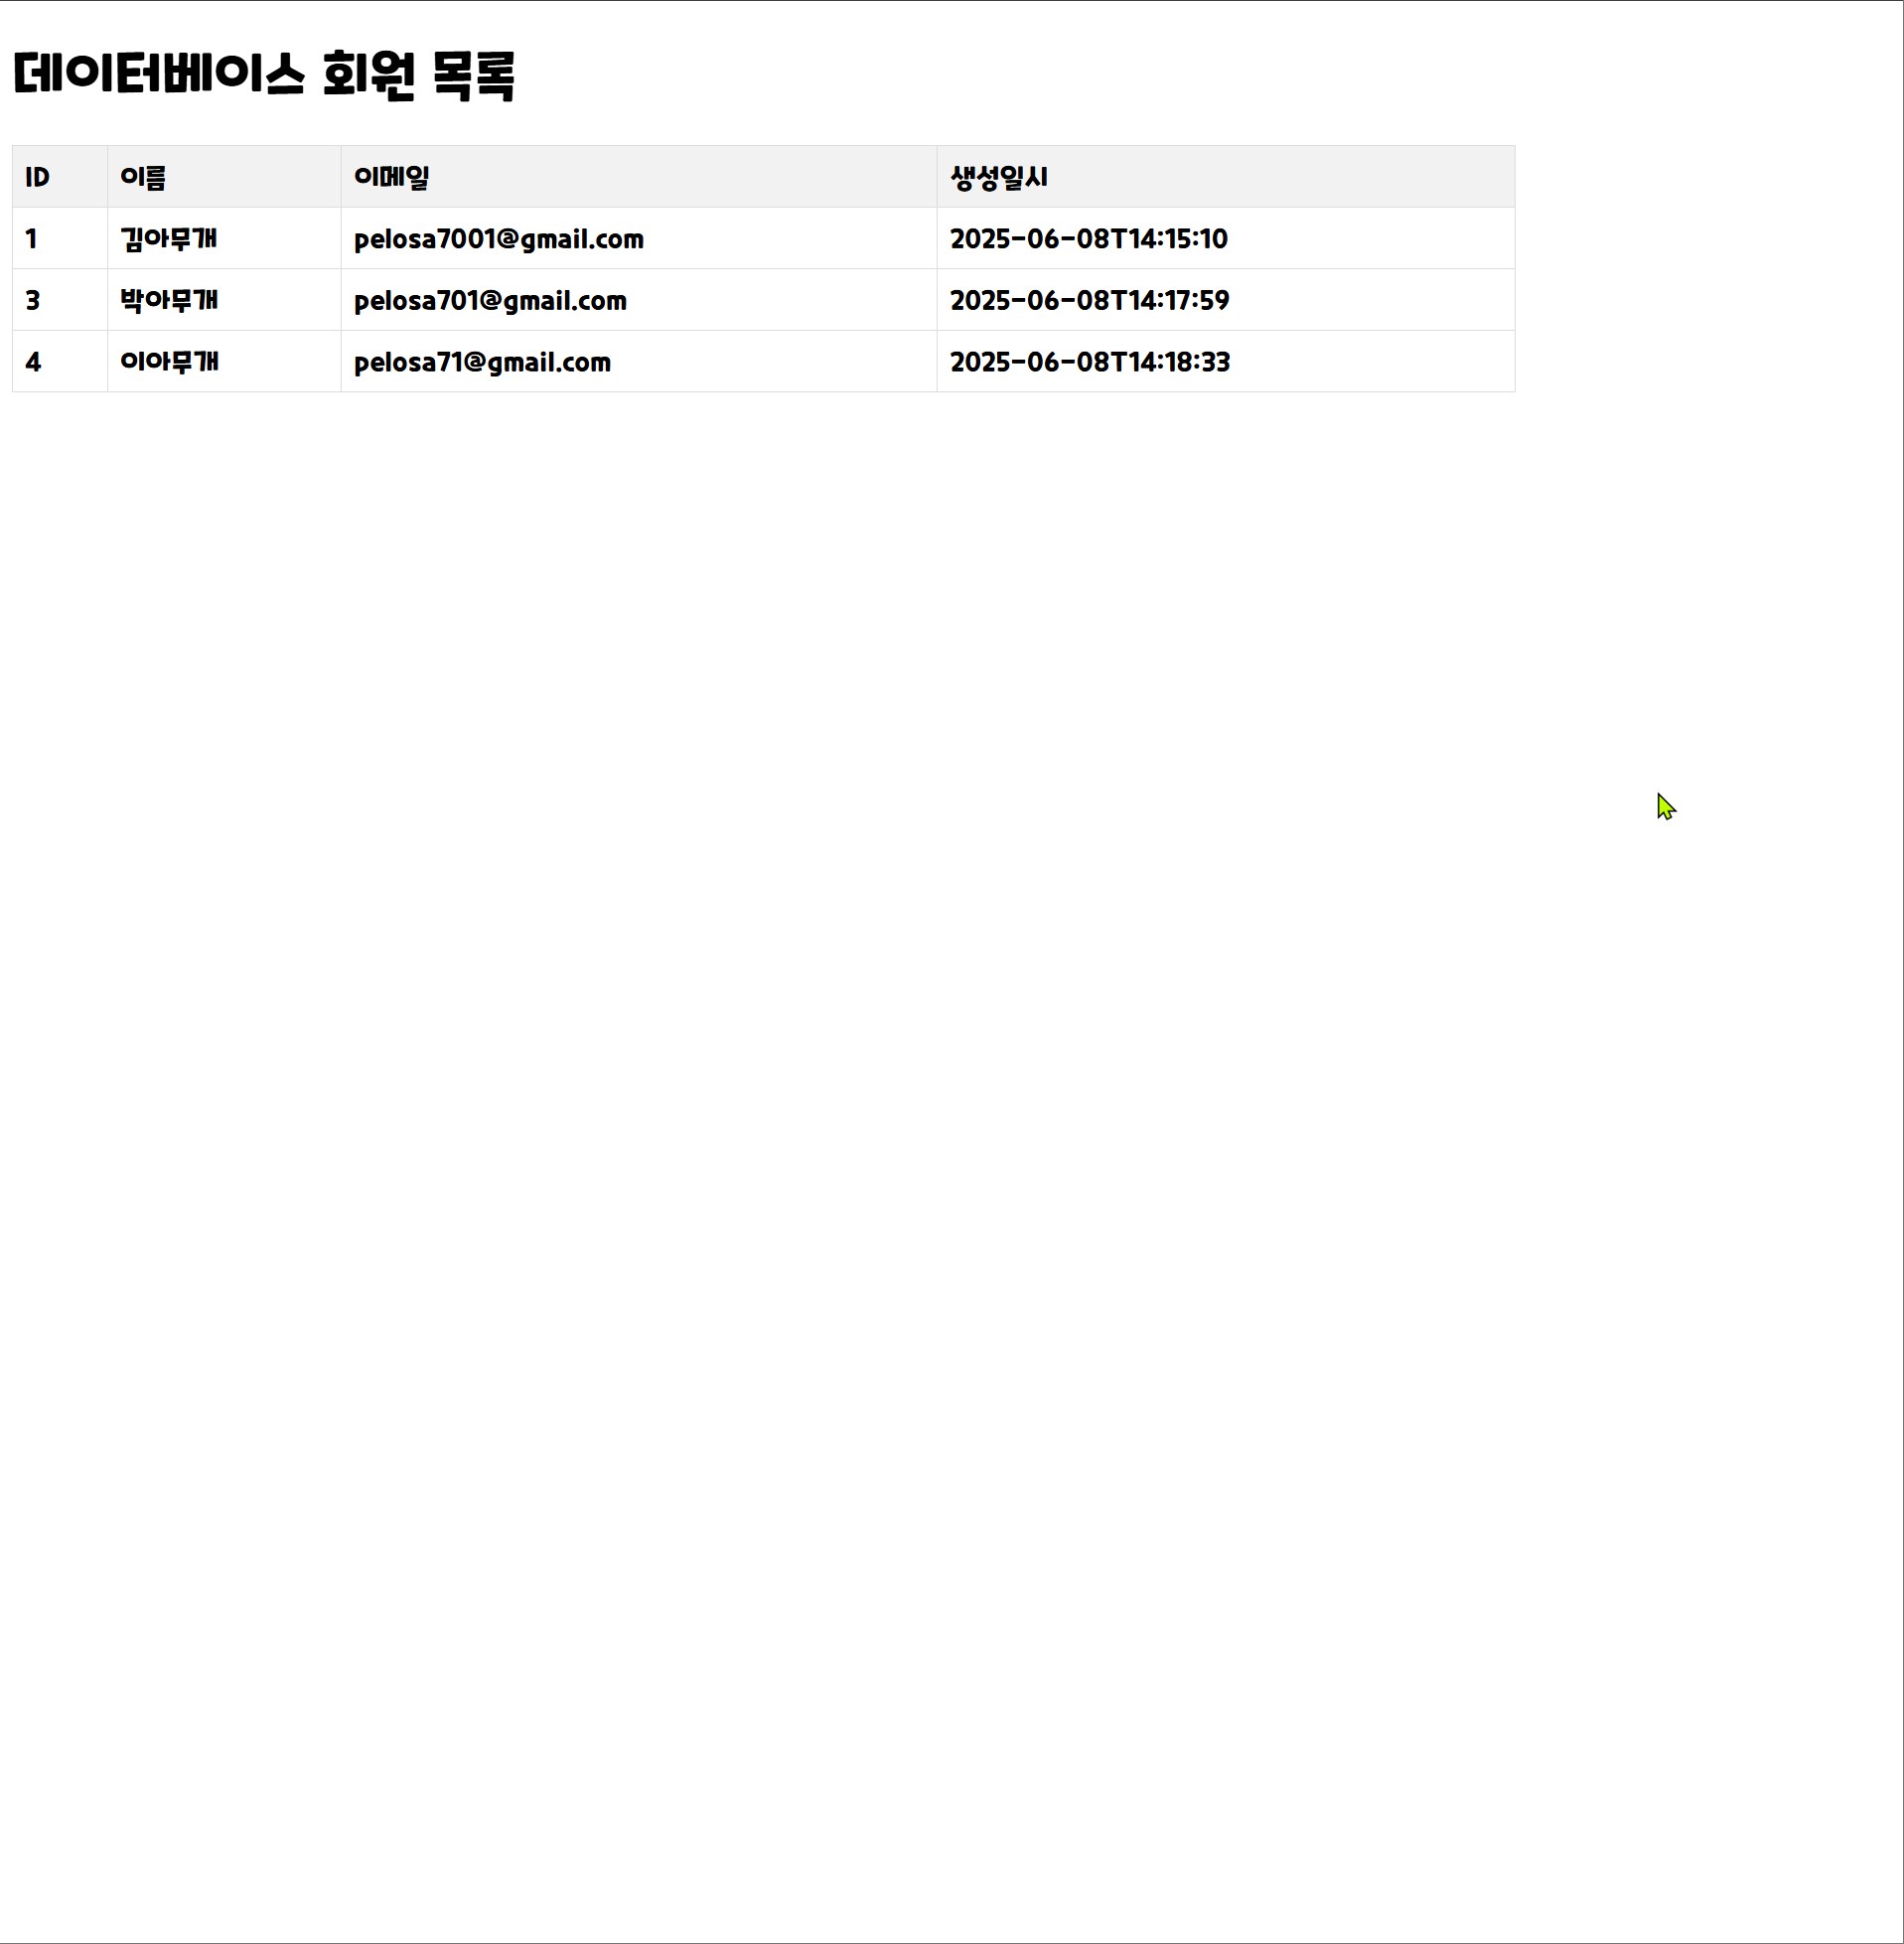 데이터베이스 회원 목록
ID 이름 이메일 생성일시
1 김아무개 pelosa7001@gmail.com 2025-06-08T14:15:10
3 박아무개 pelosa701@gmail.com 2025-06-08T14:17:59
4 이아무개 pelosa71@gmail.com 2025-06-08T14:18:33